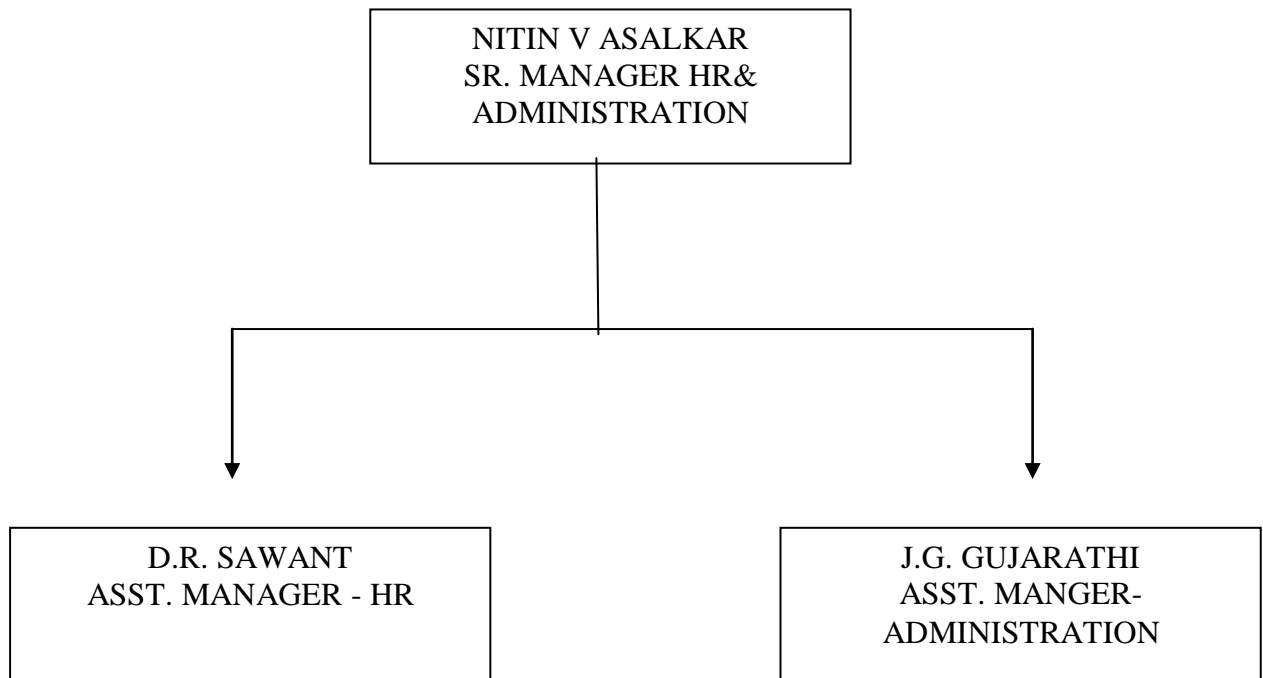 NITIN V ASALKAR
SR. MANAGER HR&
ADMINISTRATION
D.R. SAWANT
ASST. MANAGER - HR
J.G. GUJARATHI
ASST. MANGER-
ADMINISTRATION